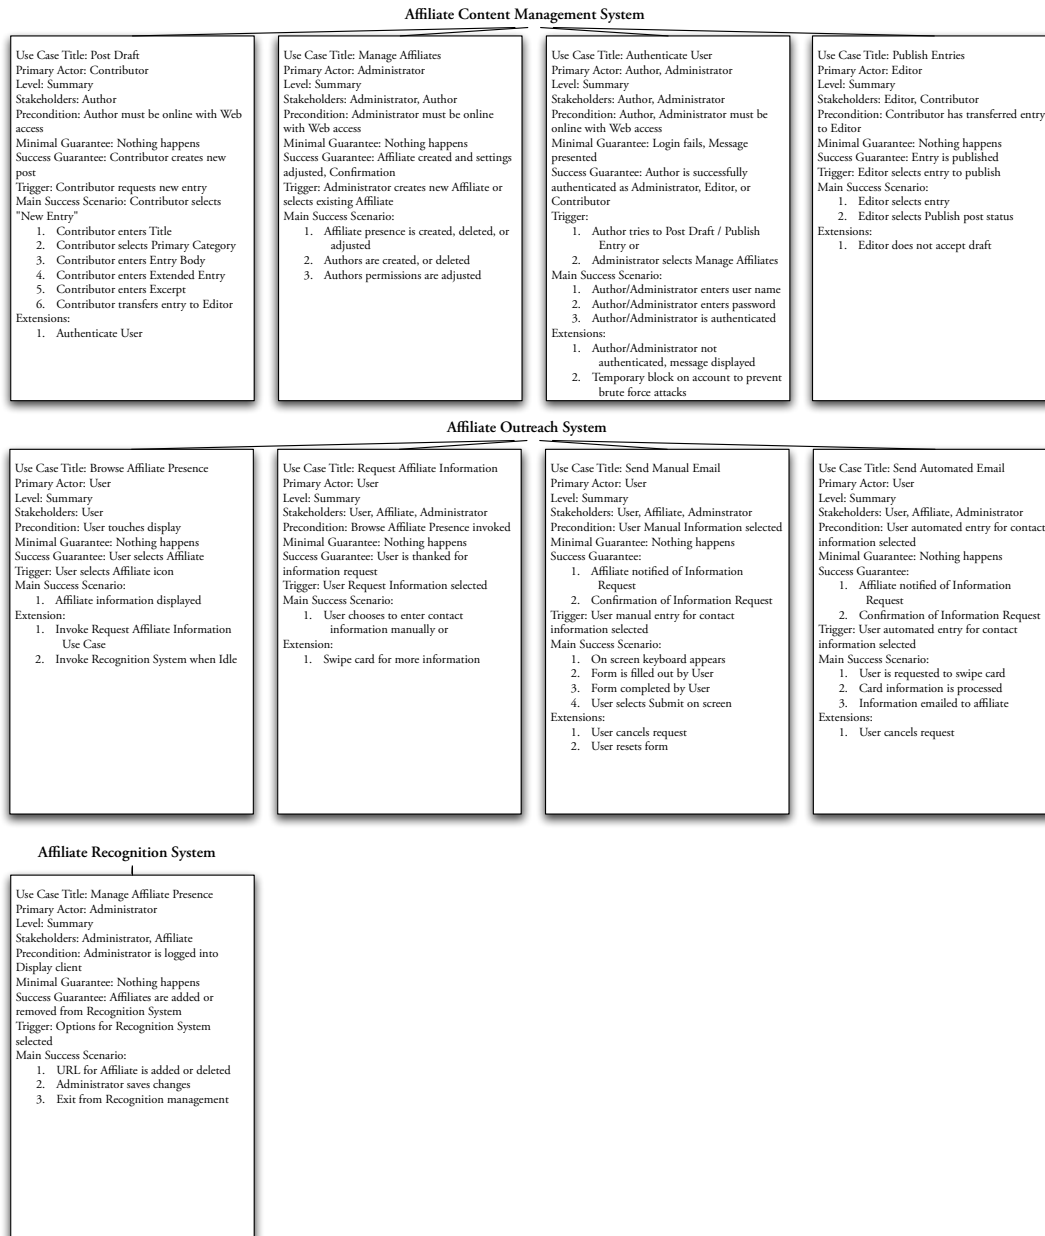 Affiliate Content Management System
Use Case Title: Post Draft
Primary Actor: Contributor
Level: Summary
Stakeholders: Author
Precondition: Author must be online with Web
access
Minimal Guarantee: Nothing happens
Success Guarantee: Contributor creates new
post
Trigger: Contributor requests new entry
Main Success Scenario: Contributor selects
"New Entry"
1. Contributor enters Title
2. Contributor selects Primary Category
3. Contributor enters Entry Body
4. Contributor enters Extended Entry
5. Contributor enters Excerpt
6. Contributor transfers entry to Editor
Extensions:
1. Authenticate User
Use Case Title: Manage Affiliates
Primary Actor: Administrator
Level: Summary
Stakeholders: Administrator, Author
Precondition: Administrator must be online
with Web access
Minimal Guarantee: Nothing happens
Success Guarantee: Affiliate created and settings
adjusted, Confirmation
Trigger: Administrator creates new Affiliate or
selects existing Affiliate
Main Success Scenario:
1. Affiliate presence is created, deleted, or
adjusted
2. Authors are created, or deleted
3. Authors permissions are adjusted
Use Case Title: Authenticate User
Primary Actor: Author, Administrator
Level: Summary
Stakeholders: Author, Administrator
Precondition: Author, Administrator must be
online with Web access
Minimal Guarantee: Login fails, Message
presented
Success Guarantee: Author is successfully
authenticated as Administrator, Editor, or
Contributor
Trigger:
1. Author tries to Post Draft / Publish
Entry or
2. Administrator selects Manage Affiliates
Main Success Scenario:
1. Author/Administrator enters user name
2. Author/Administrator enters password
3. Author/Administrator is authenticated
Extensions:
1. Author/Administrator not
authenticated, message displayed
2. Temporary block on account to prevent
brute force attacks
Use Case Title: Publish Entries
Primary Actor: Editor
Level: Summary
Stakeholders: Editor, Contributor
Precondition: Contributor has transferred entry
to Editor
Minimal Guarantee: Nothing happens
Success Guarantee: Entry is published
Trigger: Editor selects entry to publish
Main Success Scenario:
1. Editor selects entry
2. Editor selects Publish post status
Extensions:
1. Editor does not accept draft
Affiliate Outreach System
Use Case Title: Browse Affiliate Presence
Primary Actor: User
Level: Summary
Stakeholders: User
Precondition: User touches display
Minimal Guarantee: Nothing happens
Success Guarantee: User selects Affiliate
Trigger: User selects Affiliate icon
Main Success Scenario:
1. Affiliate information displayed
Extension:
1. Invoke Request Affiliate Information
Use Case
2. Invoke Recognition System when Idle
Use Case Title: Request Affiliate Information
Primary Actor: User
Level: Summary
Stakeholders: User, Affiliate, Adminstrator
Precondition: Browse Affiliate Presence invoked
Minimal Guarantee: Nothing happens
Success Guarantee: User is thanked for
information request
Trigger: User Request Information selected
Main Success Scenario:
1. User chooses to enter contact
information manually or
Extension:
1. Swipe card for more information
Use Case Title: Send Manual Email
Primary Actor: User
Level: Summary
Stakeholders: User, Affiliate, Adminstrator
Precondition: User Manual Information selected
Minimal Guarantee: Nothing happens
Success Guarantee:
1. Affiliate notified of Information
Request
2. Confirmation of Information Request
Trigger: User manual entry for contact
information selected
Main Success Scenario:
1. On screen keyboard appears
2. Form is filled out by User
3. Form completed by User
4. User selects Submit on screen
Extensions:
1. User cancels request
2. User resets form
Use Case Title: Send Automated Email
Primary Actor: User
Level: Summary
Stakeholders: User, Affiliate, Administrator
Precondition: User automated entry for contact
information selected
Minimal Guarantee: Nothing happens
Success Guarantee:
1. Affiliate notified of Information
Request
2. Confirmation of Information Request
Trigger: User automated entry for contact
information selected
Main Success Scenario:
1. User is requested to swipe card
2. Card information is processed
3. Information emailed to affiliate
Extensions:
1. User cancels request
Affiliate Recognition System
Use Case Title: Manage Affiliate Presence
Primary Actor: Administrator
Level: Summary
Stakeholders: Administrator, Affiliate
Precondition: Administrator is logged into
Display client
Minimal Guarantee: Nothing happens
Success Guarantee: Affiliates are added or
removed from Recognition System
Trigger: Options for Recognition System
selected
Main Success Scenario:
1. URL for Affiliate is added or deleted
2. Administrator saves changes
3. Exit from Recognition management